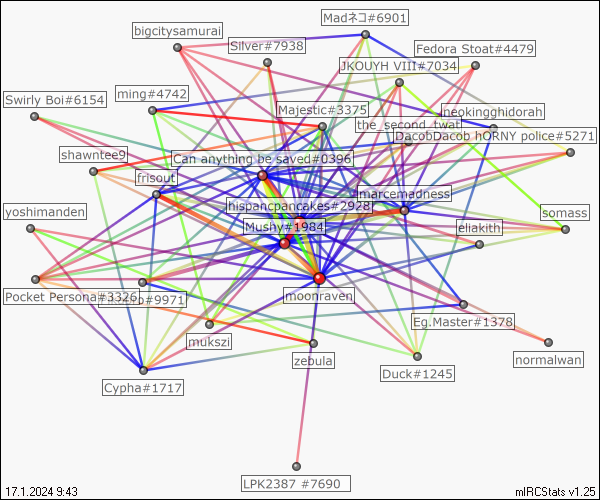 Madネコ#6901
bigcitysamurai
Silver#7938
Fedora Stoat#4479
JKOUYH VIII#7034
ming#4742
Swirly Boi#6154
Majestic#3375
neokingghidorah
the_second_twati
DacobDacob hORNY police#5271
shawntee9
Can anything be saved#0396
frisout
marcemadness
hispancpancakes#2928
yoshimanden
somass
Mushy#1984
eliakith
moonraven
Pocket Persona#3326
o#9971
Eg.Master#1378
mukszi
zebula
normalwan
Duck#1245
Cypha#1717
LPK2387 #7690
17.1.2024 9:43
mIRCStats v1.25